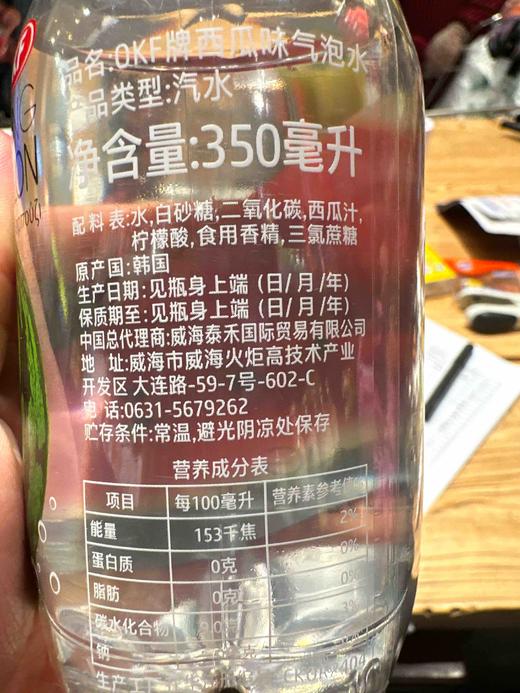 品名:OKF牌西瓜味气泡水
产品类型:汽水
净含量:350毫升
配料表:水,白砂糖,二氧化碳,西瓜汁,
柠檬酸,食用香精,三氯蔗糖
原产国:韩国
生产日期:见瓶身上端(日/月/年)
保质期至:见瓶身上端(日/月/年)
中国总代理商:威海泰禾国际贸易有限公司
地 址:威海市威海火炬高技术产业
开发区大连路-59-7号-602-C
电 话:0631-5679262
贮存条件:常温,避光阴凉处保存
营养成分表
项目 每100毫升 营养素参考值%
能量 153千焦 2%
蛋白质 0克 0%
脂肪 0克 0%
碳水化合物 3%
钠
生产工